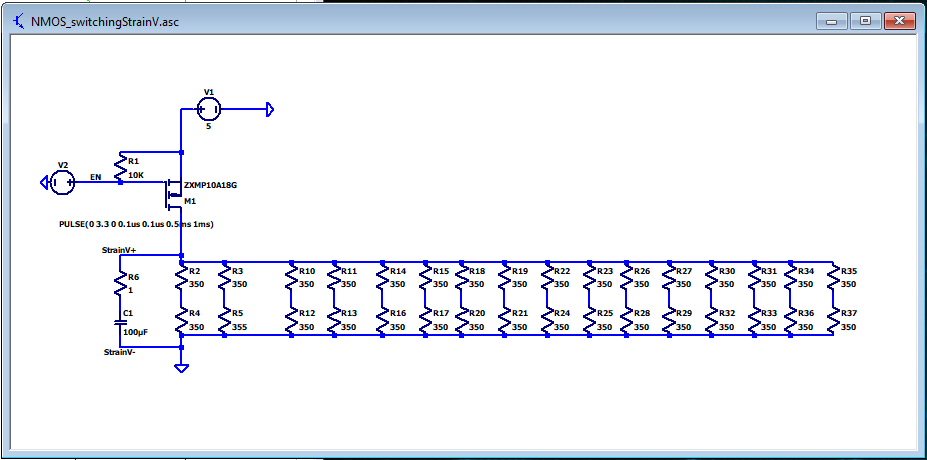 NMOS_switchingStrainV.asc
V1
5
V2
EN
R1
10K
ZXMP10A18G
M1
PULSE(0 3.3 0 0.1us 0.1us 0.5ms 1ms)
StrainV+
R6
1
C1
100µF
StrainV-
R2 R3 R10 R11 R14 R15 R18 R19 R22 R23 R26 R27 R30 R31 R34 R35
350 350 350 350 350 350 350 350 350 350 350 350 350 350 350 350
R4 R5 R12 R13 R16 R17 R20 R21 R24 R25 R28 R29 R32 R33 R36 R37
350 355 350 350 350 350 350 350 350 350 350 350 350 350 350 350